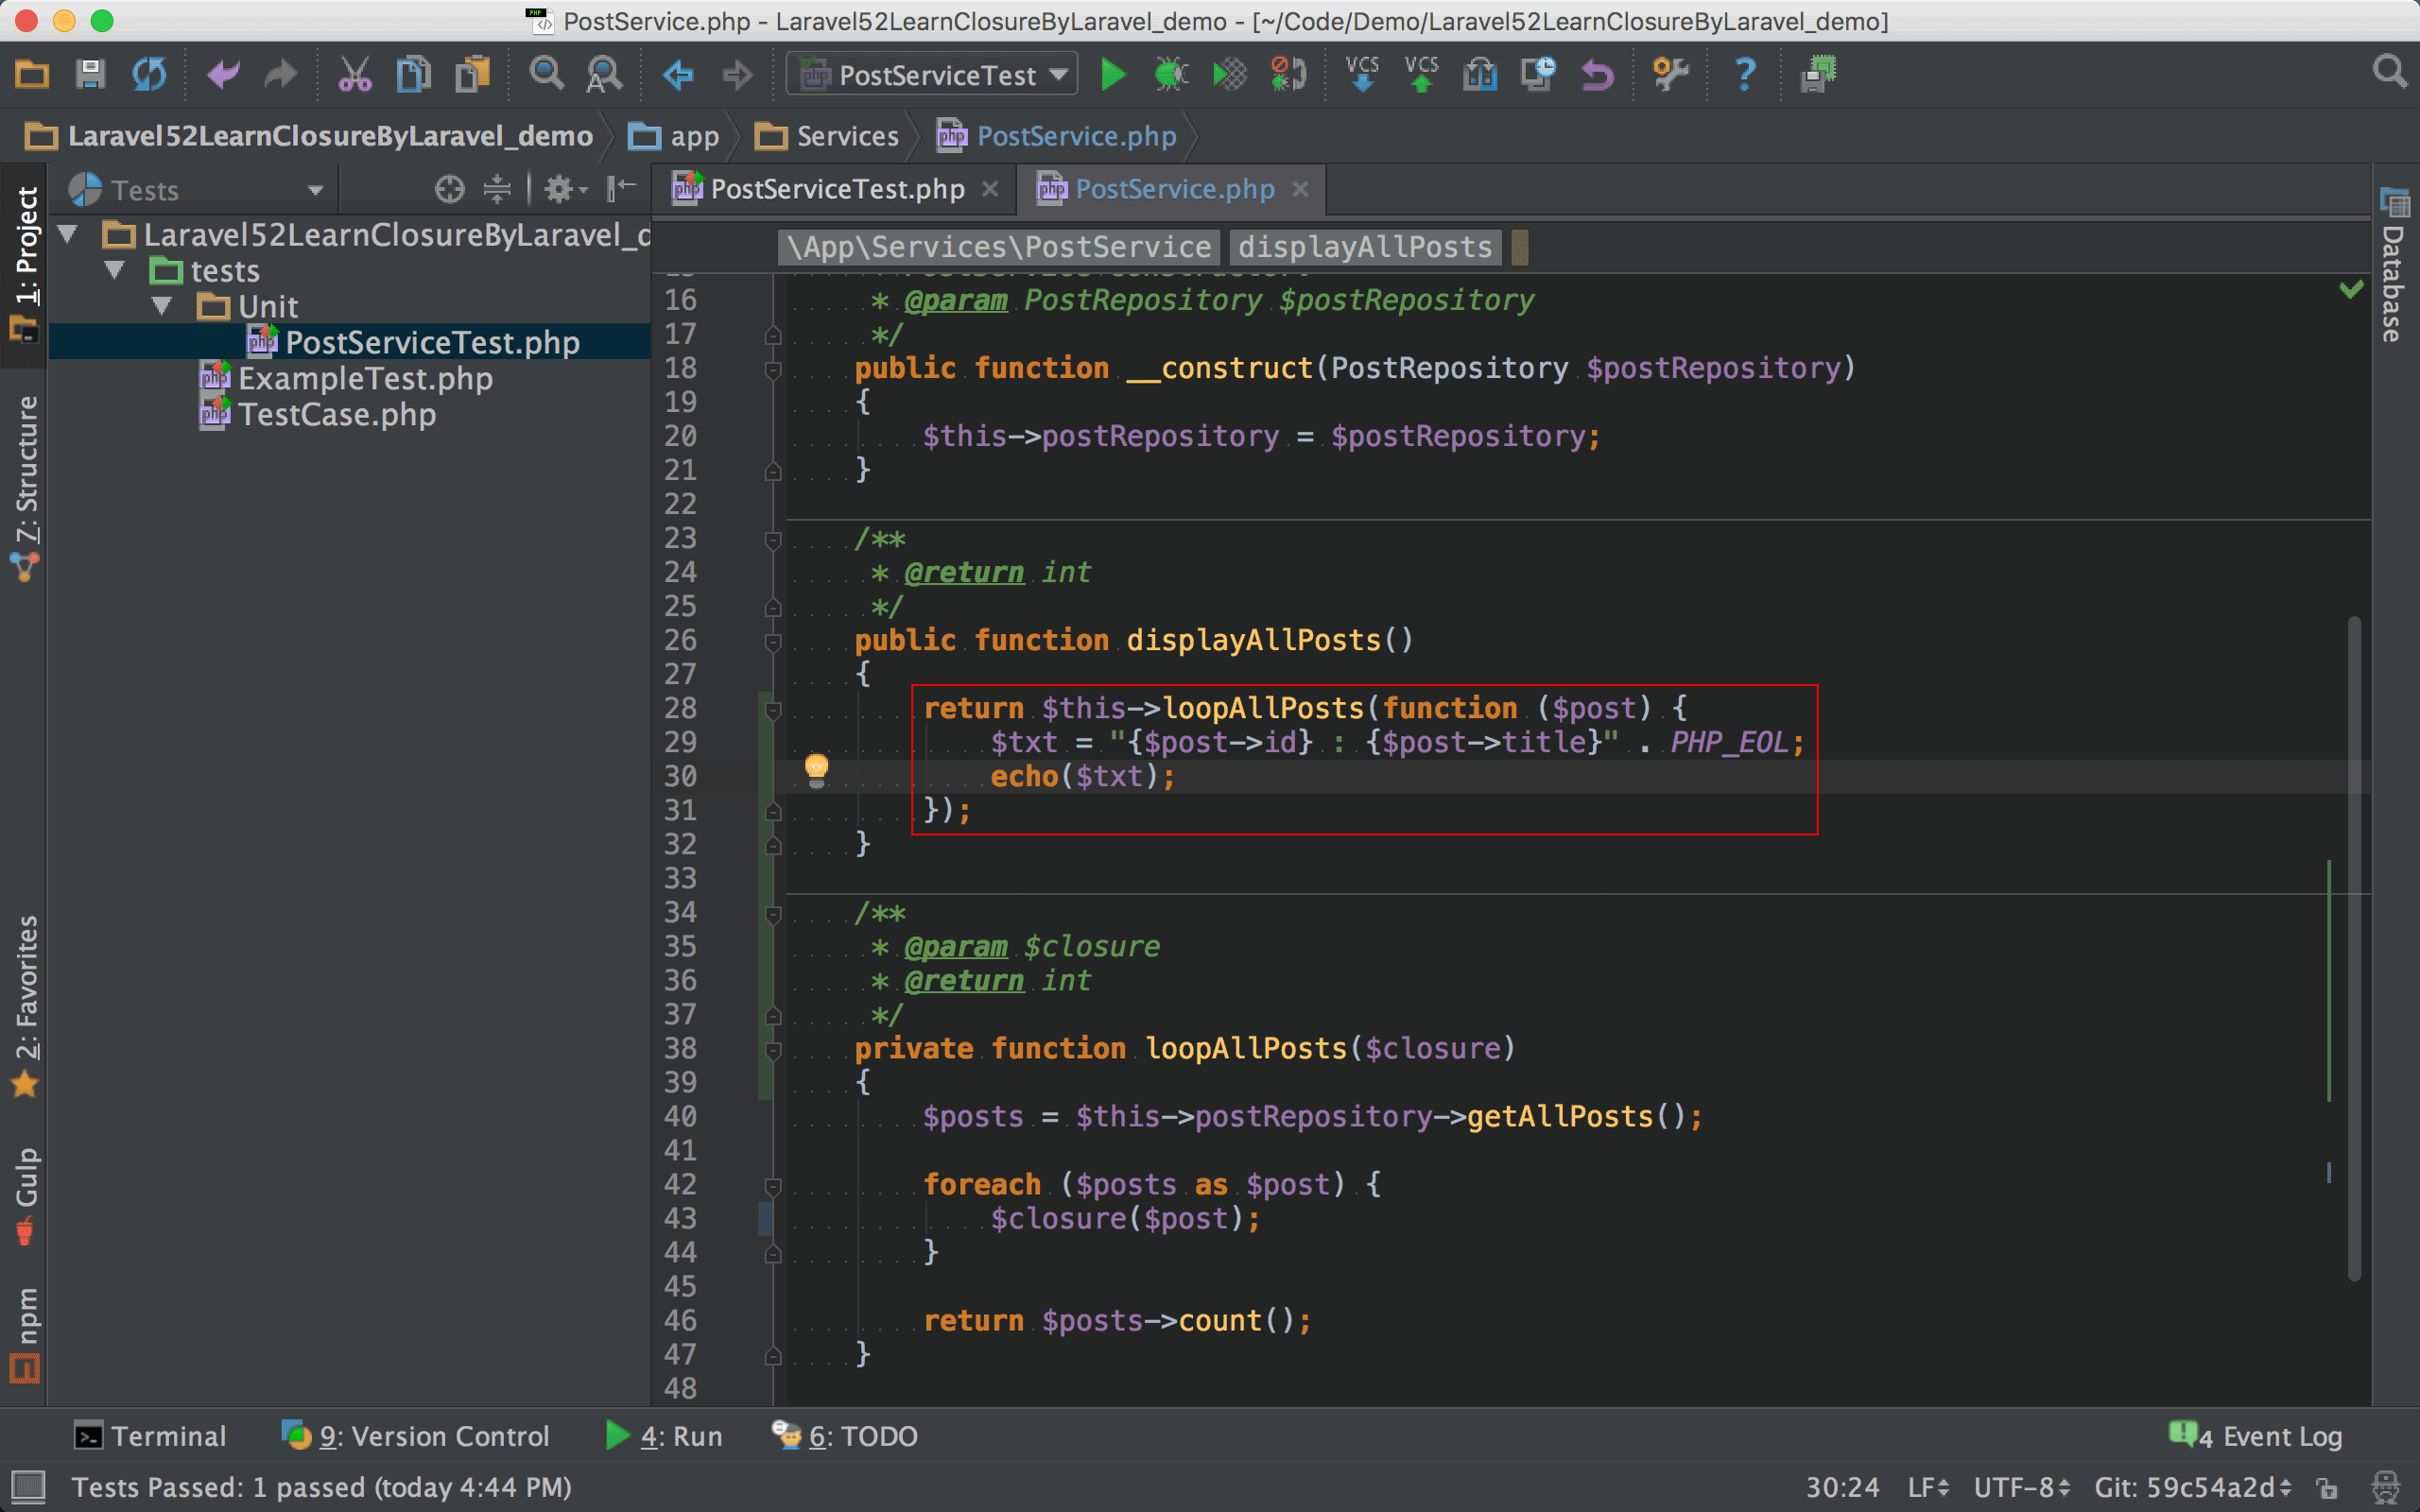 PostService.php - Laravel52LearnClosureByLaravel_demo - [~/Code/Demo/Laravel52LearnClosureByLaravel_demo]
PostServiceTest
VCS VCS
Laravel52LearnClosureByLaravel_demo app Services PostService.php
Tests
PostServiceTest.php PostService.php
\App\Services\PostService displayAllPosts
1: Project
7: Structure
2: Favorites
Gulp
npm
Laravel52LearnClosureByLaravel_d
tests
Unit
PostServiceTest.php
ExampleTest.php
TestCase.php
16 * @param PostRepository $postRepository
17 */
18 public function __construct(PostRepository $postRepository)
19 {
20 $this->postRepository = $postRepository;
21 }
22
23 /**
24 * @return int
25 */
26 public function displayAllPosts()
27 {
28 return $this->loopAllPosts(function ($post) {
29 $txt = "{$post->id} : {$post->title}" . PHP_EOL;
30 echo($txt);
31 });
32 }
33
34 /**
35 * @param $closure
36 * @return int
37 */
38 private function loopAllPosts($closure)
39 {
40 $posts = $this->postRepository->getAllPosts();
41
42 foreach ($posts as $post) {
43 $closure($post);
44 }
45
46 return $posts->count();
47 }
48
Database
Terminal 9: Version Control 4: Run 6: TODO 4 Event Log
Tests Passed: 1 passed (today 4:44 PM) 30:24 LF UTF-8 Git: 59c54a2d